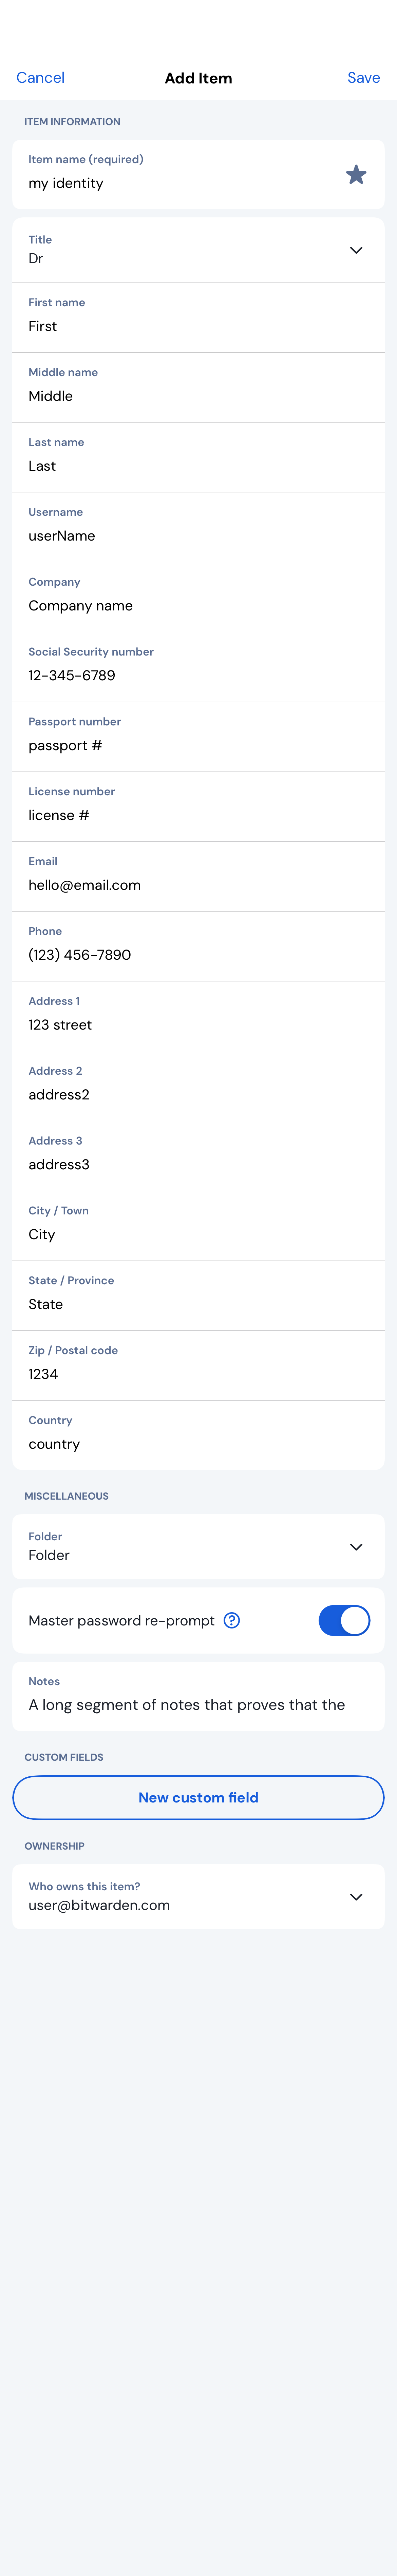 Cancel
Add Item
Save
ITEM INFORMATION
Item name (required)
my identity
Title
Dr
First name
First
Middle name
Middle
Last name
Last
Username
userName
Company
Company name
Social Security number
12-345-6789
Passport number
passport #
License number
license #
Email
hello@email.com
Phone
(123) 456-7890
Address 1
123 street
Address 2
address2
Address 3
address3
City / Town
City
State / Province
State
Zip / Postal code
1234
Country
country
MISCELLANEOUS
Folder
Folder
Master password re-prompt
Notes
A long segment of notes that proves that the
CUSTOM FIELDS
New custom field
OWNERSHIP
Who owns this item?
user@bitwarden.com